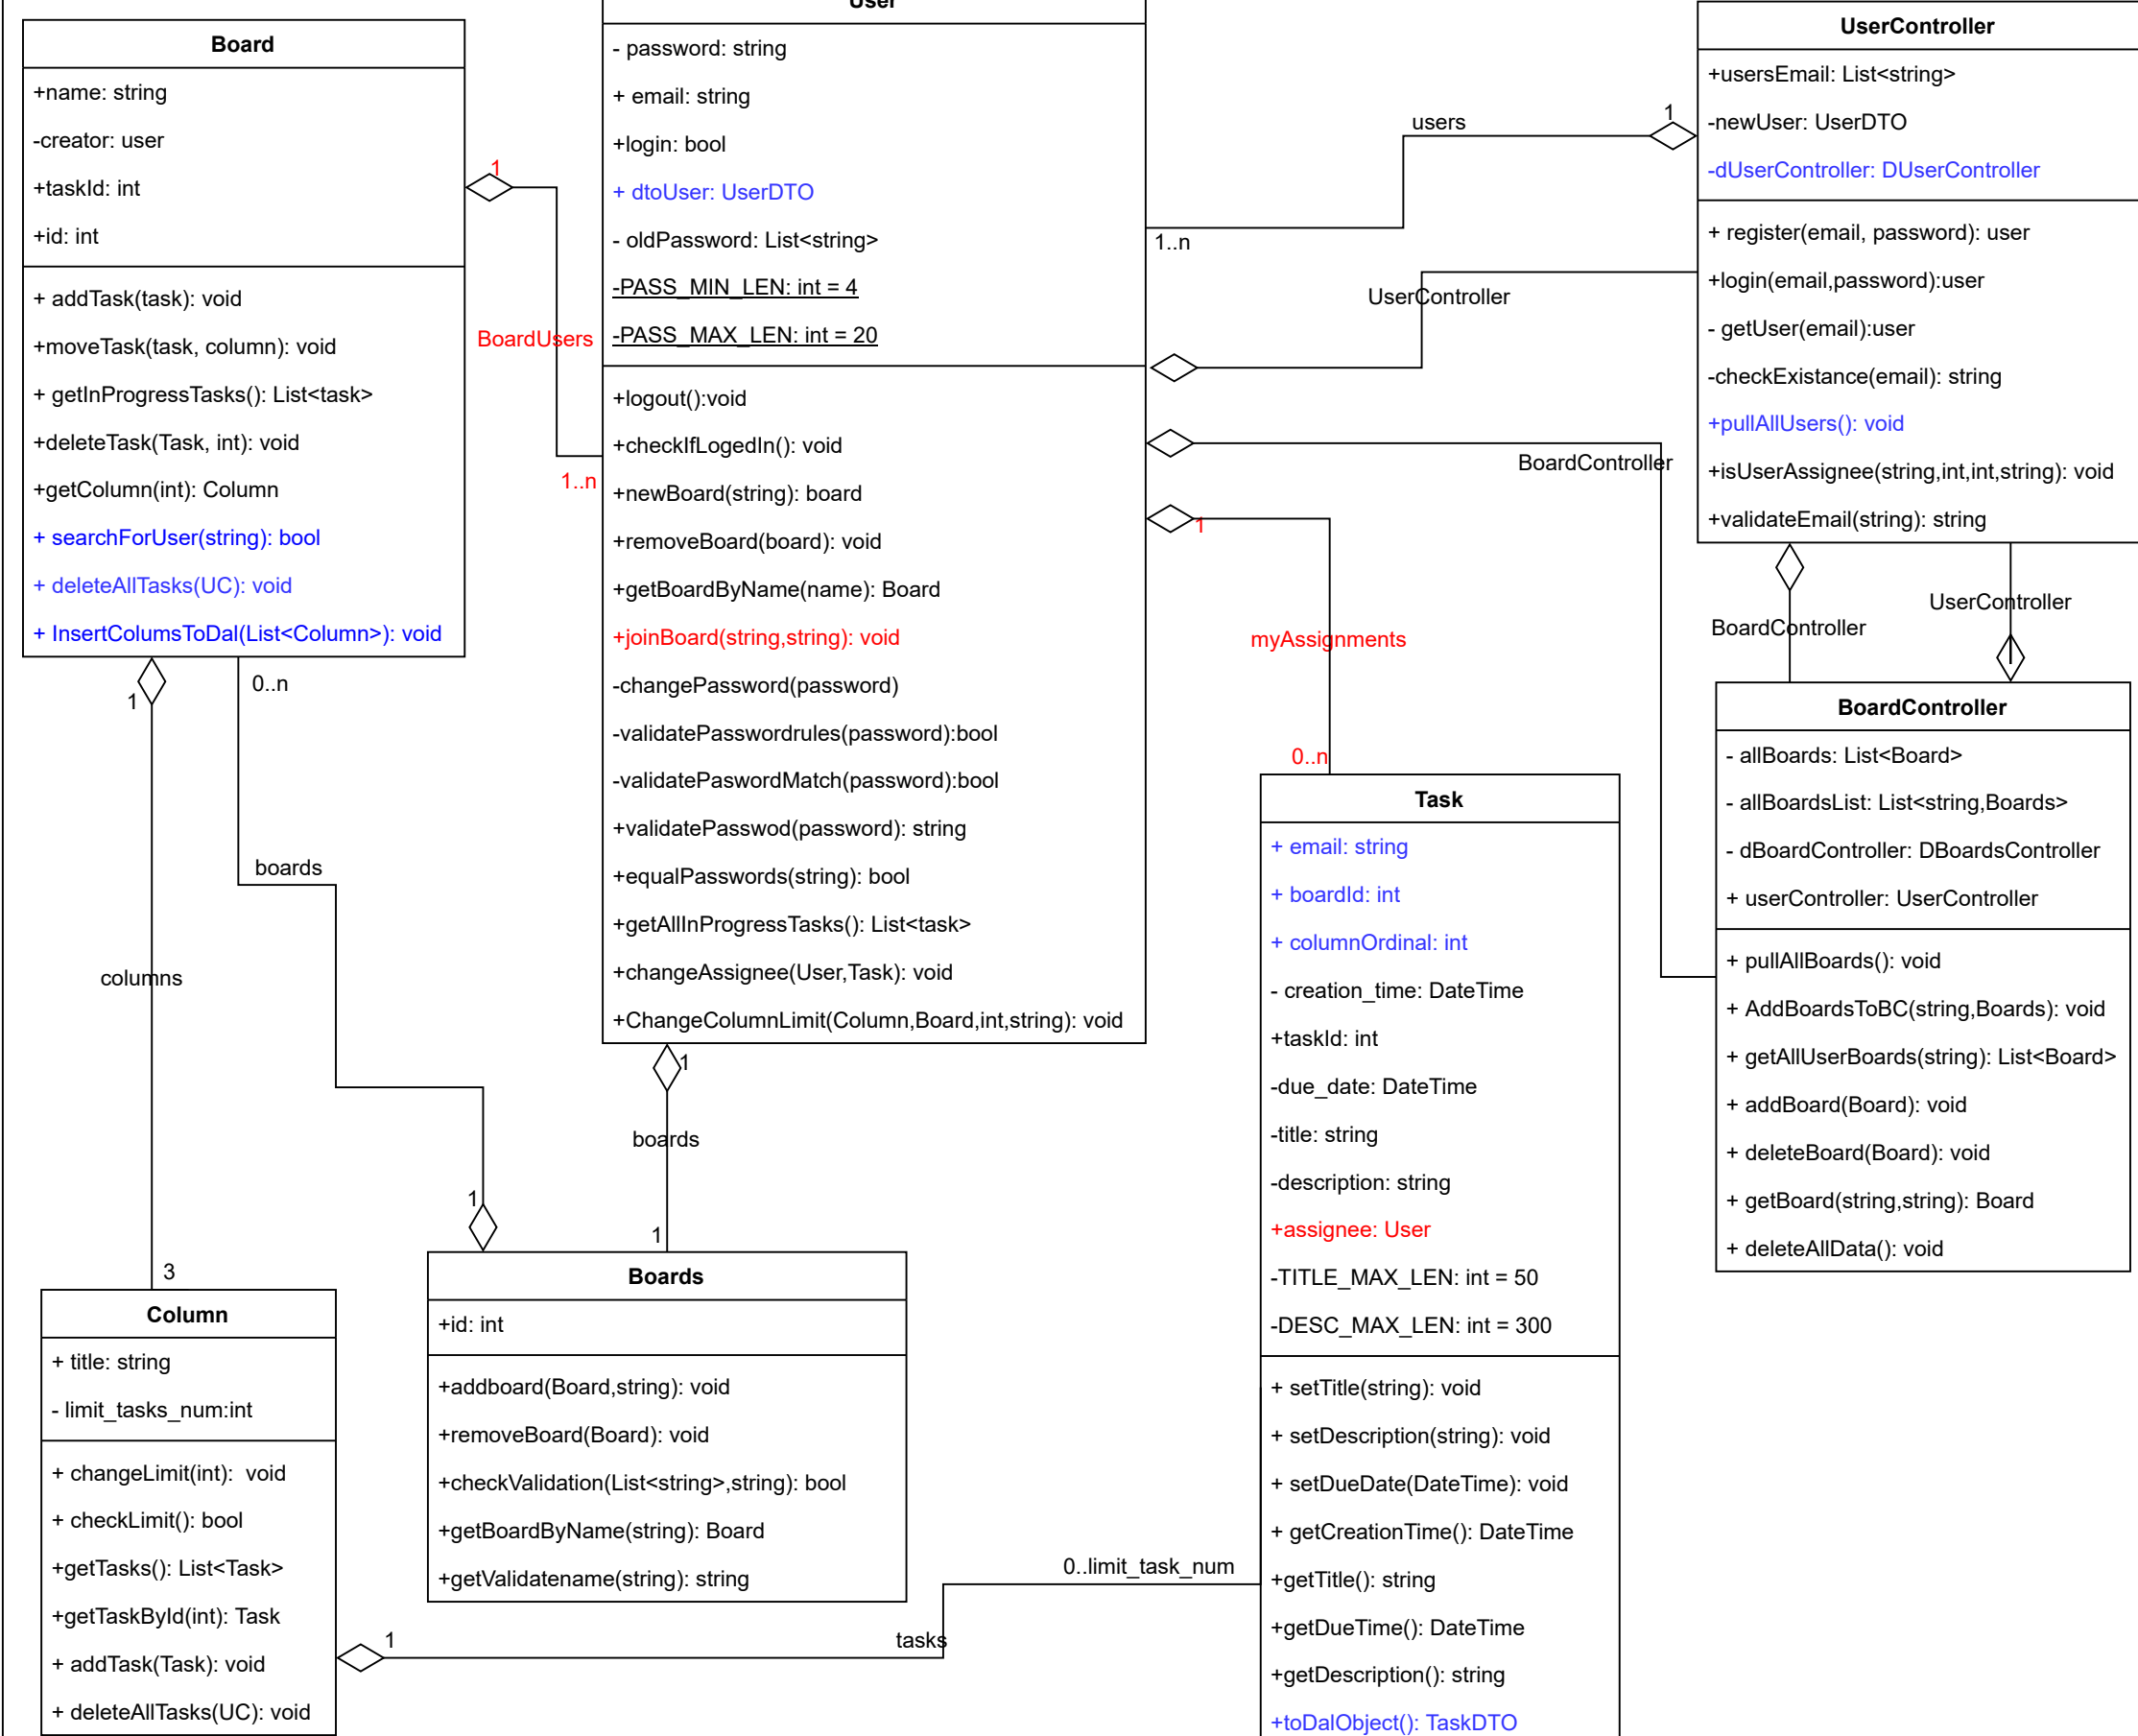 Board
+name: string
-creator: user
+taskId: int
+id: int
+ addTask(task): void
+moveTask(task, column): void
+ getInProgressTasks(): List<task>
+deleteTask(Task, int): void
+getColumn(int): Column
+ searchForUser(string): bool
+ deleteAllTasks(UC): void
+ InsertColumsToDal(List<Column>): void
1
BoardUsers
1..n
User
- password: string
+ email: string
+login: bool
+ dtoUser: UserDTO
- oldPassword: List<string>
-PASS_MIN_LEN: int = 4
-PASS_MAX_LEN: int = 20
+logout():void
+checkIfLogedIn(): void
+newBoard(string): board
+removeBoard(board): void
+getBoardByName(name): Board
+joinBoard(string,string): void
-changePassword(password)
-validatePasswordrules(password):bool
-validatePaswordMatch(password):bool
+validatePasswod(password): string
+equalPasswords(string): bool
+getAllInProgressTasks(): List<task>
+changeAssignee(User,Task): void
+ChangeColumnLimit(Column,Board,int,string): void
users
1
1..n
UserController
BoardController
1
myAssignments
0..n
UserController
+usersEmail: List<string>
-newUser: UserDTO
-dUserController: DUserController
+ register(email, password): user
+login(email,password):user
- getUser(email):user
-checkExistance(email): string
+pullAllUsers(): void
+isUserAssignee(string,int,int,string): void
+validateEmail(string): string
UserController
BoardController
BoardController
- allBoards: List<Board>
- allBoardsList: List<string,Boards>
- dBoardController: DBoardsController
+ userController: UserController
+ pullAllBoards(): void
+ AddBoardsToBC(string,Boards): void
+ getAllUserBoards(string): List<Board>
+ addBoard(Board): void
+ deleteBoard(Board): void
+ getBoard(string,string): Board
+ deleteAllData(): void
Task
+ email: string
+ boardId: int
+ columnOrdinal: int
- creation_time: DateTime
+taskId: int
-due_date: DateTime
-title: string
-description: string
+assignee: User
-TITLE_MAX_LEN: int = 50
-DESC_MAX_LEN: int = 300
+ setTitle(string): void
+ setDescription(string): void
+ setDueDate(DateTime): void
+ getCreationTime(): DateTime
+getTitle(): string
+getDueTime(): DateTime
+getDescription(): string
+toDalObject(): TaskDTO
1
0..n
boards
columns
1
boards
1
1
3
Boards
+id: int
+addboard(Board,string): void
+removeBoard(Board): void
+checkValidation(List<string>,string): bool
+getBoardByName(string): Board
+getValidatename(string): string
Column
+ title: string
- limit_tasks_num:int
+ changeLimit(int):  void
+ checkLimit(): bool
+getTasks(): List<Task>
+getTaskById(int): Task
+ addTask(Task): void
+ deleteAllTasks(UC): void
1
tasks
0..limit_task_num